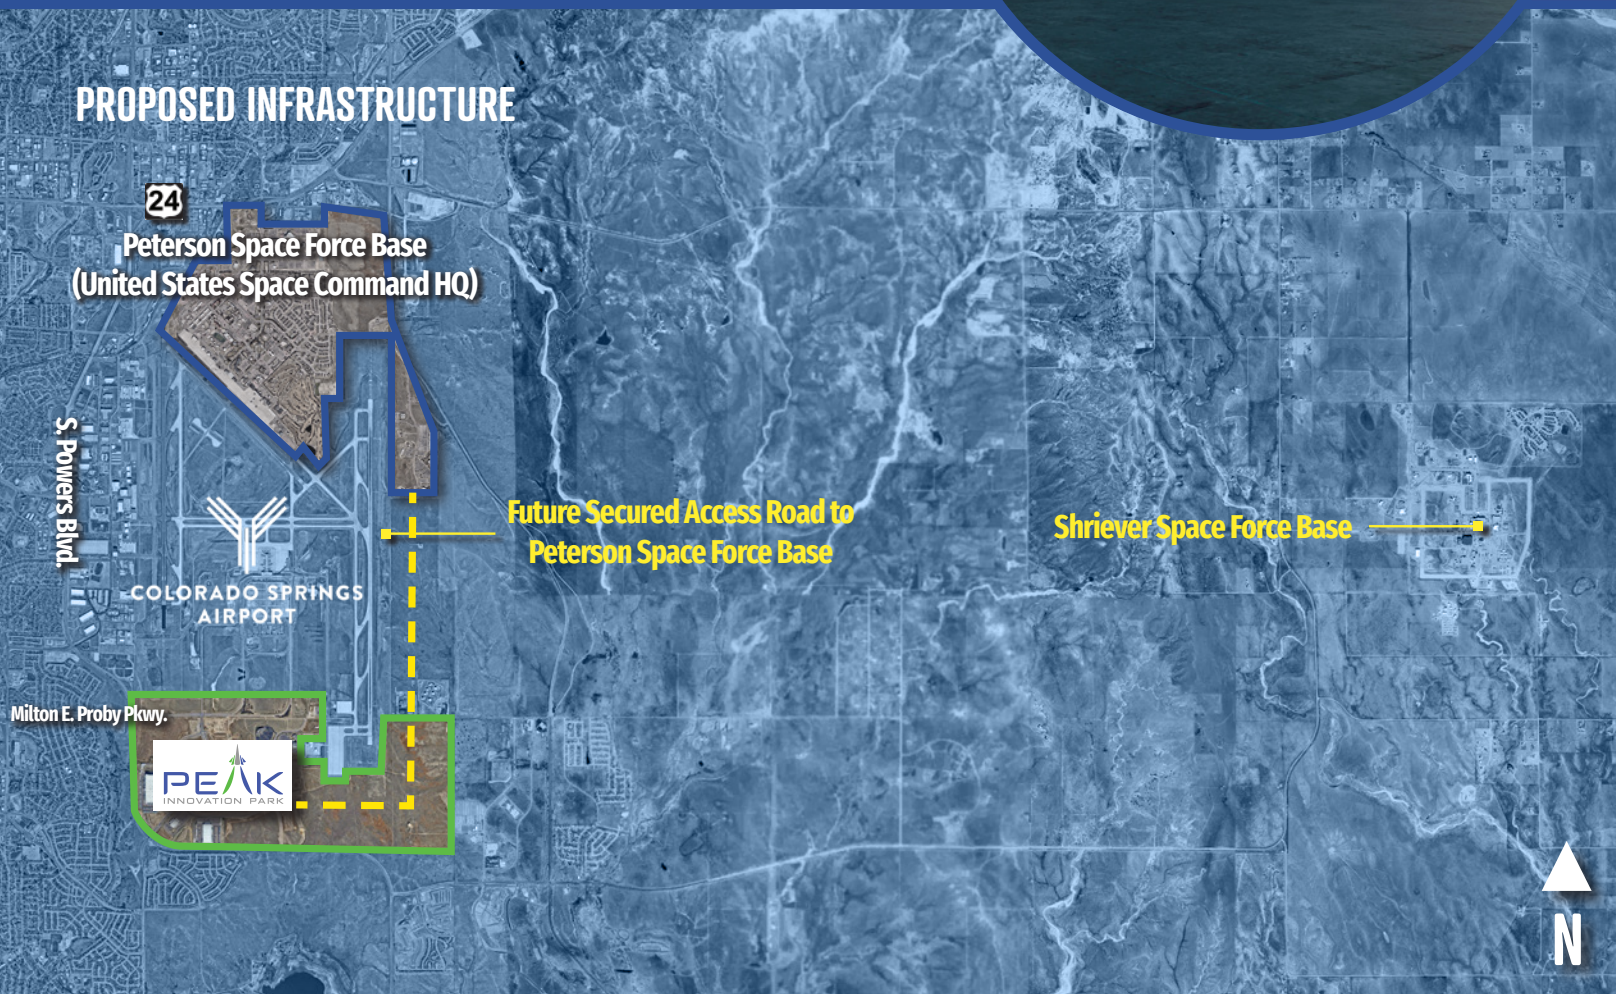 PROPOSED INFRASTRUCTURE
24
Peterson Space Force Base
(United States Space Command HQ)
S. Powers Blvd.
Future Secured Access Road to
Peterson Space Force Base
Shriever Space Force Base
COLORADO SPRINGS
AIRPORT
Milton E. Proby Pkwy.
PEAK
INNOVATION PARK
N